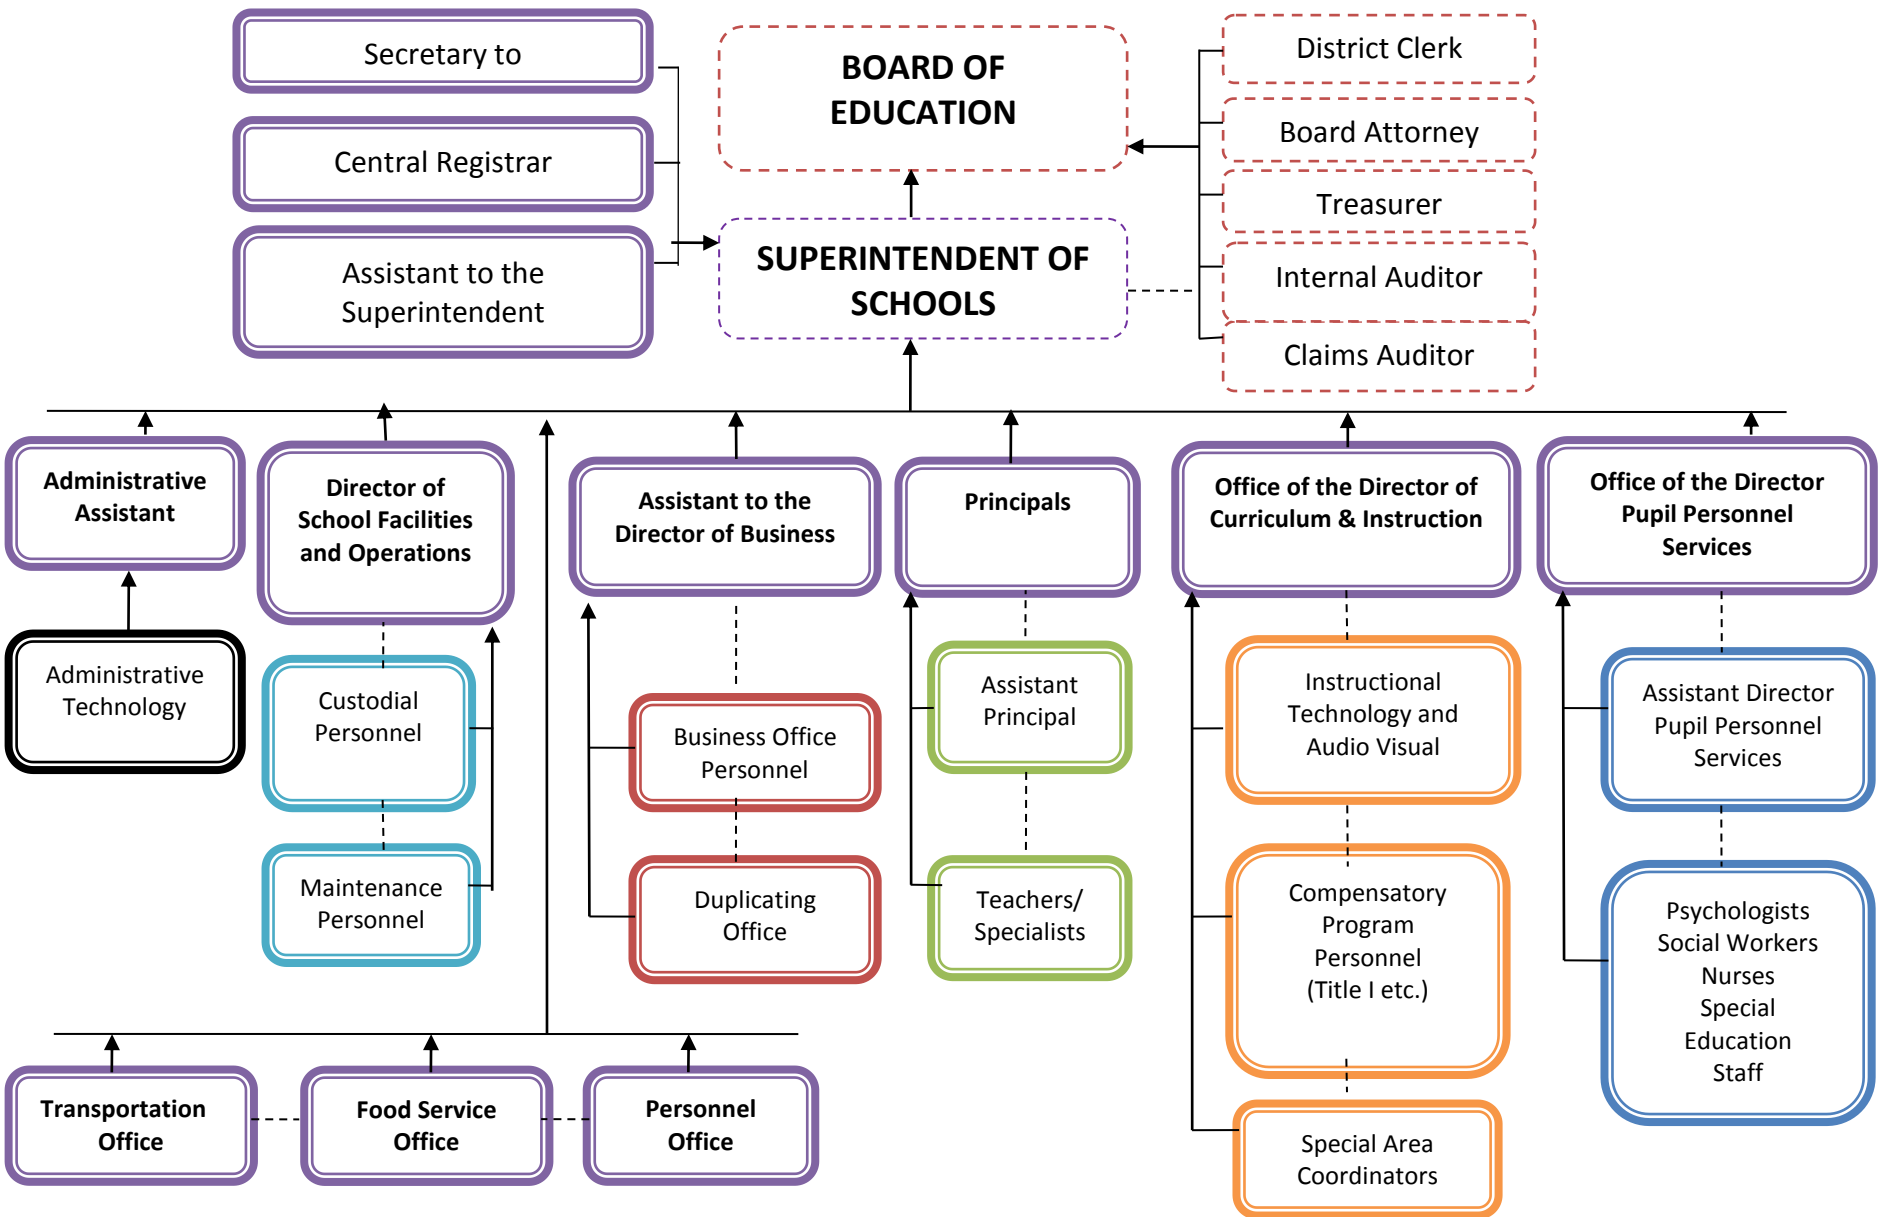 Secretary to
Central Registrar
Assistant to the
Superintendent
BOARD OF
EDUCATION
SUPERINTENDENT OF
SCHOOLS
District Clerk
Board Attorney
Treasurer
Internal Auditor
Claims Auditor
Administrative
Assistant
Director of
School Facilities
and Operations
Assistant to the
Director of Business
Principals
Office of the Director of
Curriculum & Instruction
Office of the Director
Pupil Personnel
Services
Administrative
Technology
Custodial
Personnel
Maintenance
Personnel
Business Office
Personnel
Duplicating
Office
Assistant
Principal
Teachers/
Specialists
Instructional
Technology and
Audio Visual
Compensatory
Program
Personnel
(Title I etc.)
Special Area
Coordinators
Assistant Director
Pupil Personnel
Services
Psychologists
Social Workers
Nurses
Special
Education
Staff
Transportation
Office
Food Service
Office
Personnel
Office